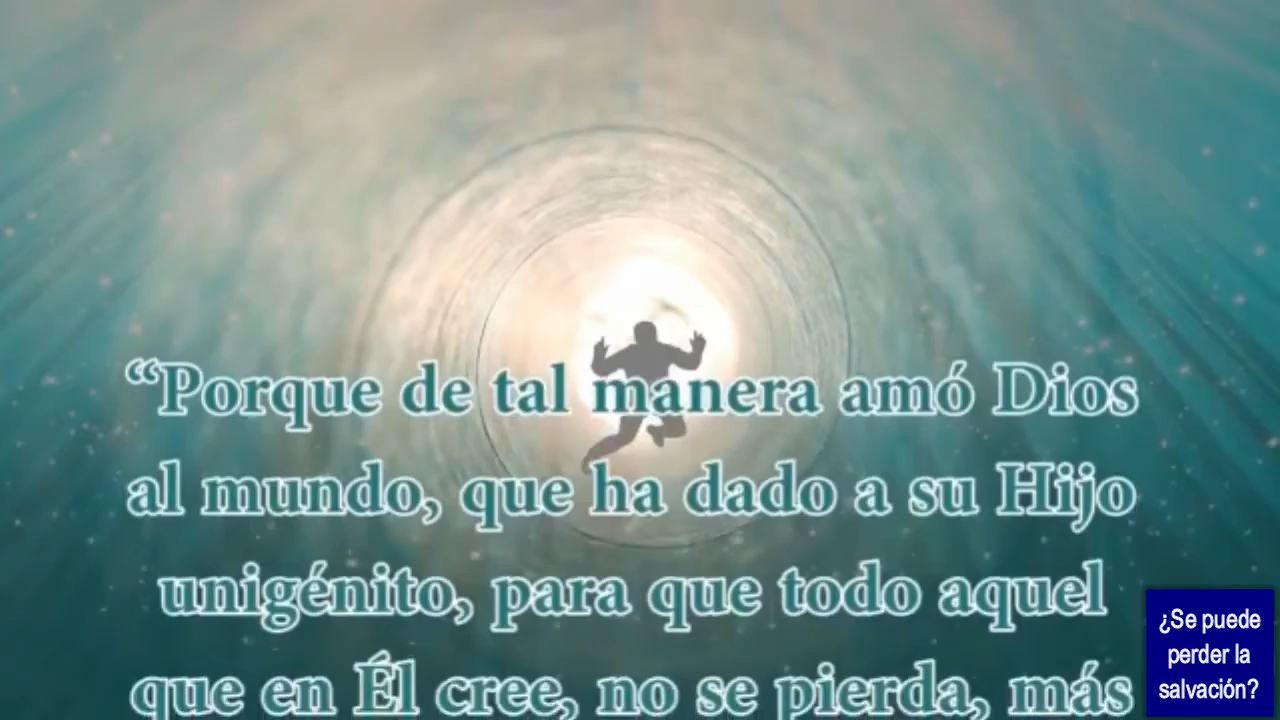 “Porque de tal manera amó Dios
al mundo, que ha dado a su Hijo
unigénito, para que todo aquel
que en Él cree, no se pierda, más
¿Se puede
perder la
salvación?